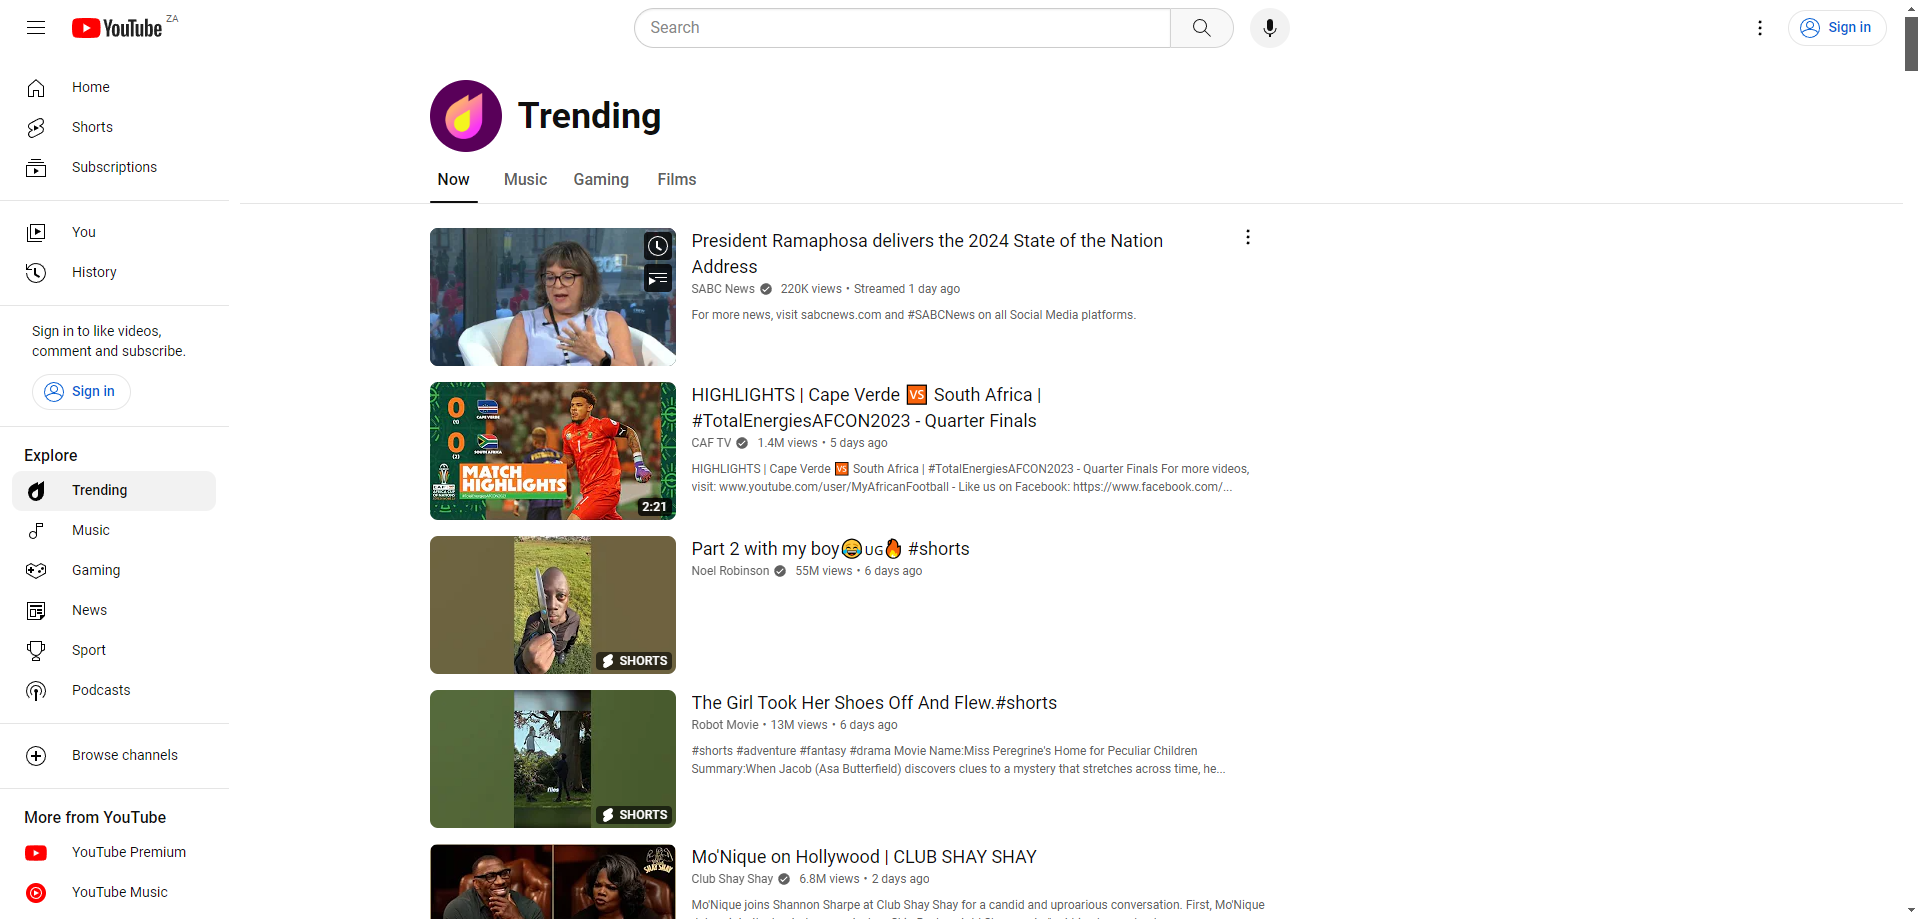 YouTube ZA
Search
Sign in
Home
Shorts
Subscriptions
You
History
Sign in to like videos,
comment and subscribe.
Sign in
Explore
Trending
Music
Gaming
News
Sport
Podcasts
Browse channels
More from YouTube
YouTube Premium
YouTube Music
Trending
Now Music Gaming Films
President Ramaphosa delivers the 2024 State of the Nation
Address
SABC News 220K views • Streamed 1 day ago
For more news, visit sabcnews.com and #SABCNews on all Social Media platforms.
0 CAPE VERDE
(1)
0 SOUTH AFRICA
(2)
MATCH
HIGHLIGHTS
#TotalEnergiesAFCON2023
2:21
HIGHLIGHTS | Cape Verde 🆚 South Africa |
#TotalEnergiesAFCON2023 - Quarter Finals
CAF TV 1.4M views • 5 days ago
HIGHLIGHTS | Cape Verde 🆚 South Africa | #TotalEnergiesAFCON2023 - Quarter Finals For more videos,
visit: www.youtube.com/user/MyAfricanFootball - Like us on Facebook: https://www.facebook.com/...
SHORTS
Part 2 with my boy😂ᴜɢ🔥 #shorts
Noel Robinson 55M views • 6 days ago
flies
SHORTS
The Girl Took Her Shoes Off And Flew.#shorts
Robot Movie • 13M views • 6 days ago
#shorts #adventure #fantasy #drama Movie Name:Miss Peregrine's Home for Peculiar Children
Summary:When Jacob (Asa Butterfield) discovers clues to a mystery that stretches across time, he...
SHAY SHAY
Mo'Nique on Hollywood | CLUB SHAY SHAY
Club Shay Shay 6.8M views • 2 days ago
Mo'Nique joins Shannon Sharpe at Club Shay Shay for a candid and uproarious conversation. First, Mo'Nique